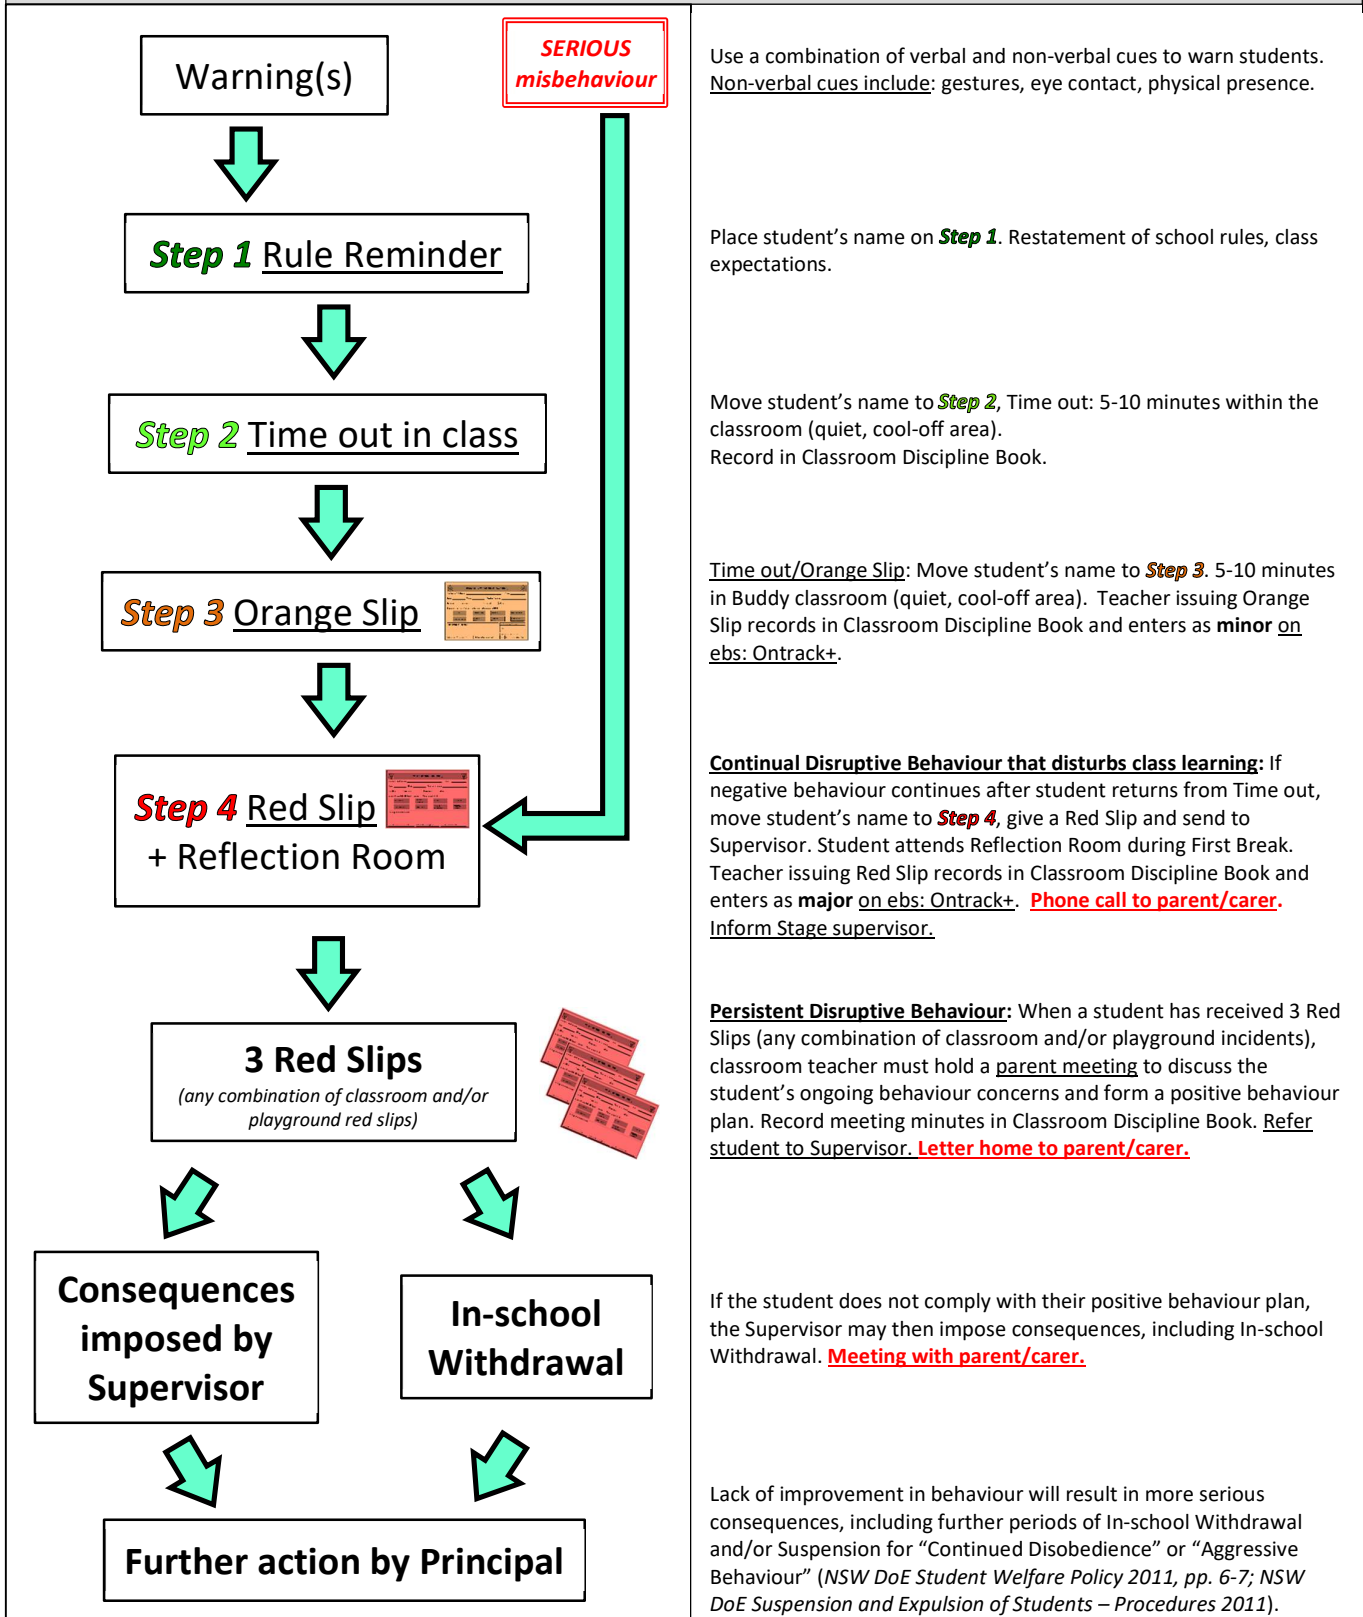 Warning(s)
SERIOUS
misbehaviour
Use a combination of verbal and non-verbal cues to warn students.
Non-verbal cues include: gestures, eye contact, physical presence.
Step 1 Rule Reminder
Place student’s name on Step 1. Restatement of school rules, class
expectations.
Step 2 Time out in class
Move student’s name to Step 2, Time out: 5-10 minutes within the
classroom (quiet, cool-off area).
Record in Classroom Discipline Book.
Step 3 Orange Slip
Time out/Orange Slip: Move student’s name to Step 3. 5-10 minutes
in Buddy classroom (quiet, cool-off area).  Teacher issuing Orange
Slip records in Classroom Discipline Book and enters as minor on
ebs: Ontrack+.
Step 4 Red Slip
+ Reflection Room
Continual Disruptive Behaviour that disturbs class learning: If
negative behaviour continues after student returns from Time out,
move student’s name to Step 4, give a Red Slip and send to
Supervisor. Student attends Reflection Room during First Break.
Teacher issuing Red Slip records in Classroom Discipline Book and
enters as major on ebs: Ontrack+.  Phone call to parent/carer.
Inform Stage supervisor.
3 Red Slips
(any combination of classroom and/or
playground red slips)
Persistent Disruptive Behaviour: When a student has received 3 Red
Slips (any combination of classroom and/or playground incidents),
classroom teacher must hold a parent meeting to discuss the
student’s ongoing behaviour concerns and form a positive behaviour
plan. Record meeting minutes in Classroom Discipline Book. Refer
student to Supervisor. Letter home to parent/carer.
Consequences
imposed by
Supervisor
In-school
Withdrawal
If the student does not comply with their positive behaviour plan,
the Supervisor may then impose consequences, including In-school
Withdrawal. Meeting with parent/carer.
Further action by Principal
Lack of improvement in behaviour will result in more serious
consequences, including further periods of In-school Withdrawal
and/or Suspension for “Continued Disobedience” or “Aggressive
Behaviour” (NSW DoE Student Welfare Policy 2011, pp. 6-7; NSW
DoE Suspension and Expulsion of Students – Procedures 2011).